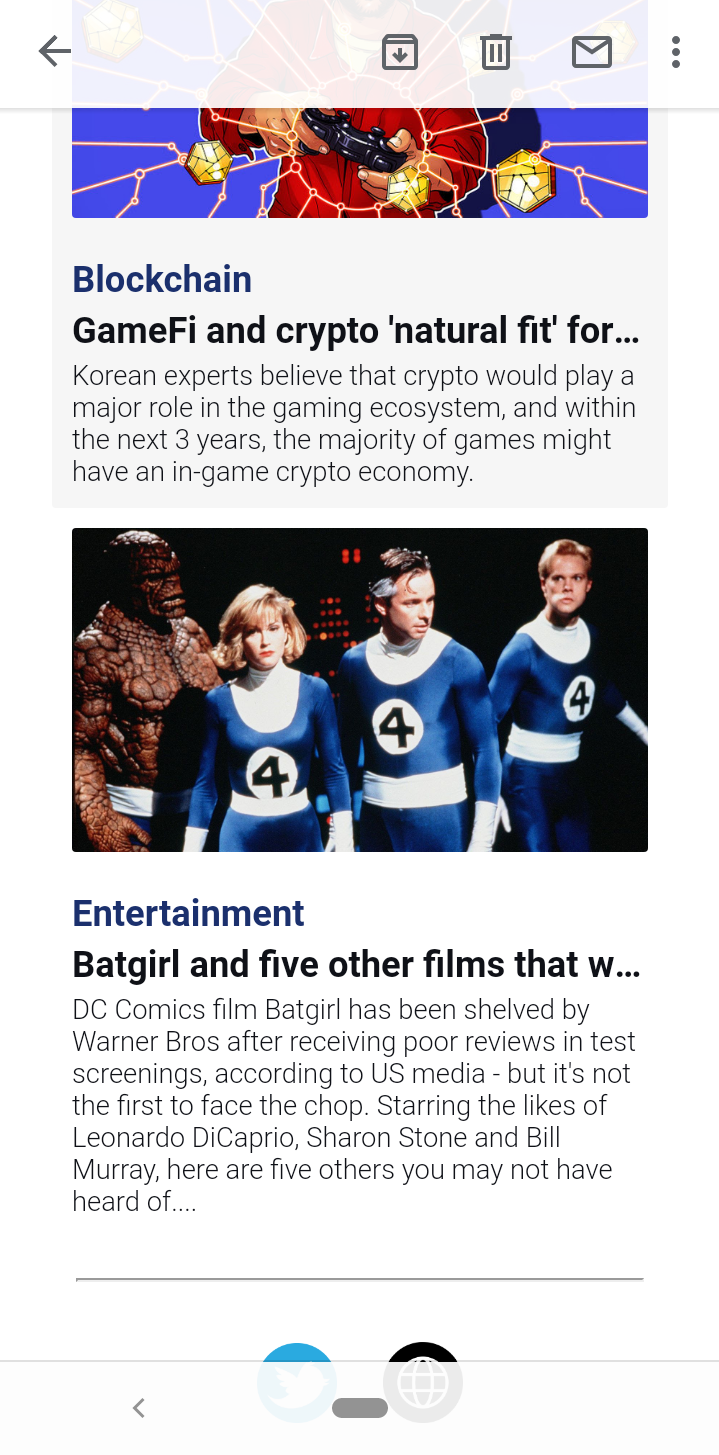 Blockchain
GameFi and crypto 'natural fit' for...
Korean experts believe that crypto would play a
major role in the gaming ecosystem, and within
the next 3 years, the majority of games might
have an in-game crypto economy.
4
4
4
Entertainment
Batgirl and five other films that w...
DC Comics film Batgirl has been shelved by
Warner Bros after receiving poor reviews in test
screenings, according to US media - but it's not
the first to face the chop. Starring the likes of
Leonardo DiCaprio, Sharon Stone and Bill
Murray, here are five others you may not have
heard of....